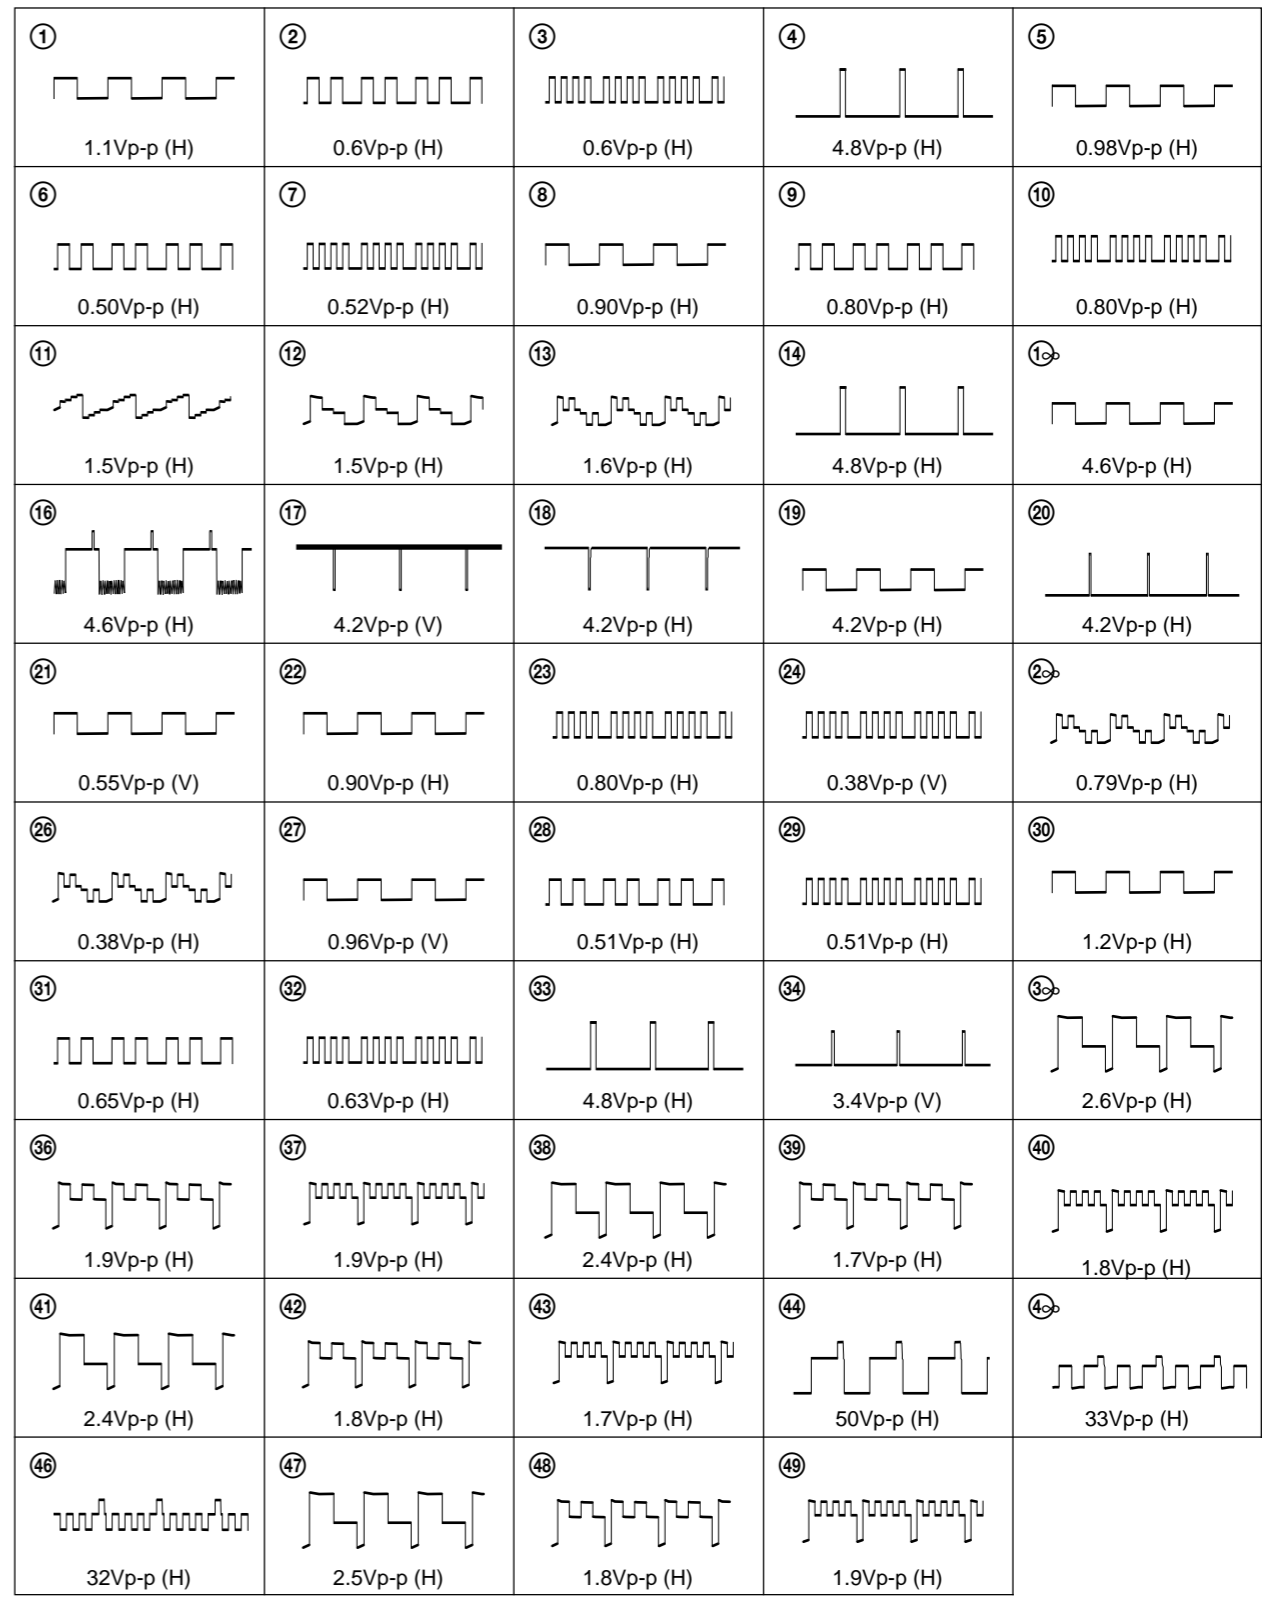 ①
1.1Vp-p (H)
②
0.6Vp-p (H)
③
0.6Vp-p (H)
④
4.8Vp-p (H)
⑤
0.98Vp-p (H)
⑥
0.50Vp-p (H)
⑦
0.52Vp-p (H)
⑧
0.90Vp-p (H)
⑨
0.80Vp-p (H)
⑩
0.80Vp-p (H)
⑪
1.5Vp-p (H)
⑫
1.5Vp-p (H)
⑬
1.6Vp-p (H)
⑭
4.8Vp-p (H)
1∞
4.6Vp-p (H)
⑯
4.6Vp-p (H)
⑰
4.2Vp-p (V)
⑱
4.2Vp-p (H)
⑲
4.2Vp-p (H)
⑳
4.2Vp-p (H)
㉑
0.55Vp-p (V)
㉒
0.90Vp-p (H)
㉓
0.80Vp-p (H)
㉔
0.38Vp-p (V)
2∞
0.79Vp-p (H)
㉖
0.38Vp-p (H)
㉗
0.96Vp-p (V)
㉘
0.51Vp-p (H)
㉙
0.51Vp-p (H)
㉚
1.2Vp-p (H)
㉛
0.65Vp-p (H)
㉜
0.63Vp-p (H)
㉝
4.8Vp-p (H)
㉞
3.4Vp-p (V)
3∞
2.6Vp-p (H)
㊱
1.9Vp-p (H)
㊲
1.9Vp-p (H)
㊳
2.4Vp-p (H)
㊴
1.7Vp-p (H)
㊵
1.8Vp-p (H)
㊶
2.4Vp-p (H)
㊷
1.8Vp-p (H)
㊸
1.7Vp-p (H)
㊹
50Vp-p (H)
4∞
33Vp-p (H)
㊻
32Vp-p (H)
㊼
2.5Vp-p (H)
㊽
1.8Vp-p (H)
㊾
1.9Vp-p (H)